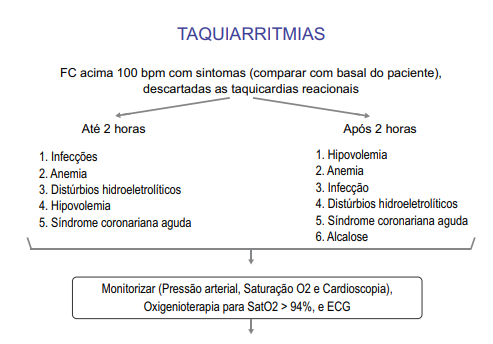 TAQUIARRITMIAS
FC acima 100 bpm com sintomas (comparar com basal do paciente),
descartadas as taquicardias reacionais
Até 2 horas
1. Infecções
2. Anemia
3. Distúrbios hidroeletrolíticos
4. Hipovolemia
5. Síndrome coronariana aguda
Após 2 horas
1. Hipovolemia
2. Anemia
3. Infecção
4. Distúrbios hidroeletrolíticos
5. Síndrome coronariana aguda
6. Alcalose
Monitorizar (Pressão arterial, Saturação O2 e Cardioscopia),
Oxigenioterapia para SatO2 > 94%, e ECG